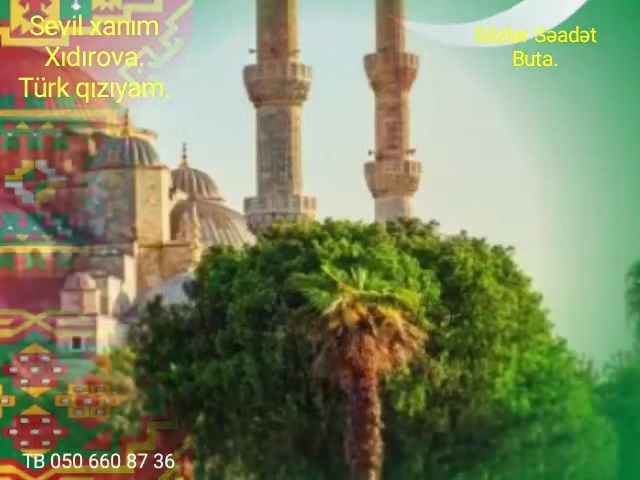 Sevil xanım
Xıdırova.
Türk qızıyam.
Sözlər Səadət
Buta.
TB 050 660 87 36